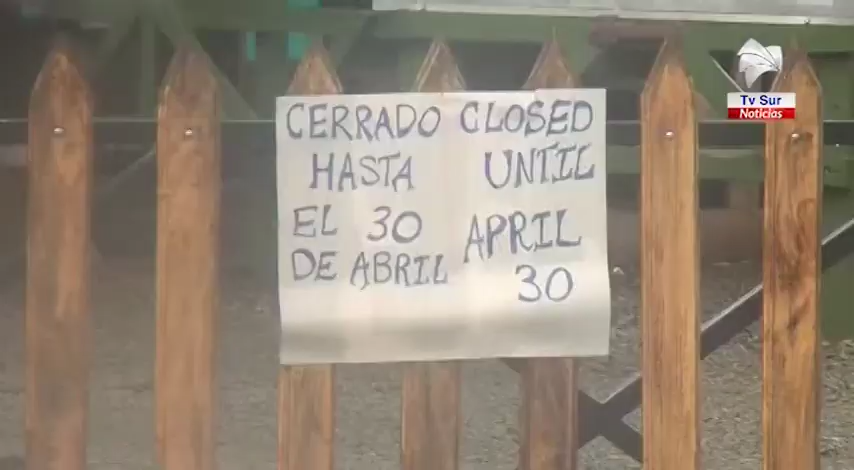 CERRADO
HASTA
EL 30
DE ABRIL
CLOSED
UNTIL
APRIL
30
Tv Sur
Noticias